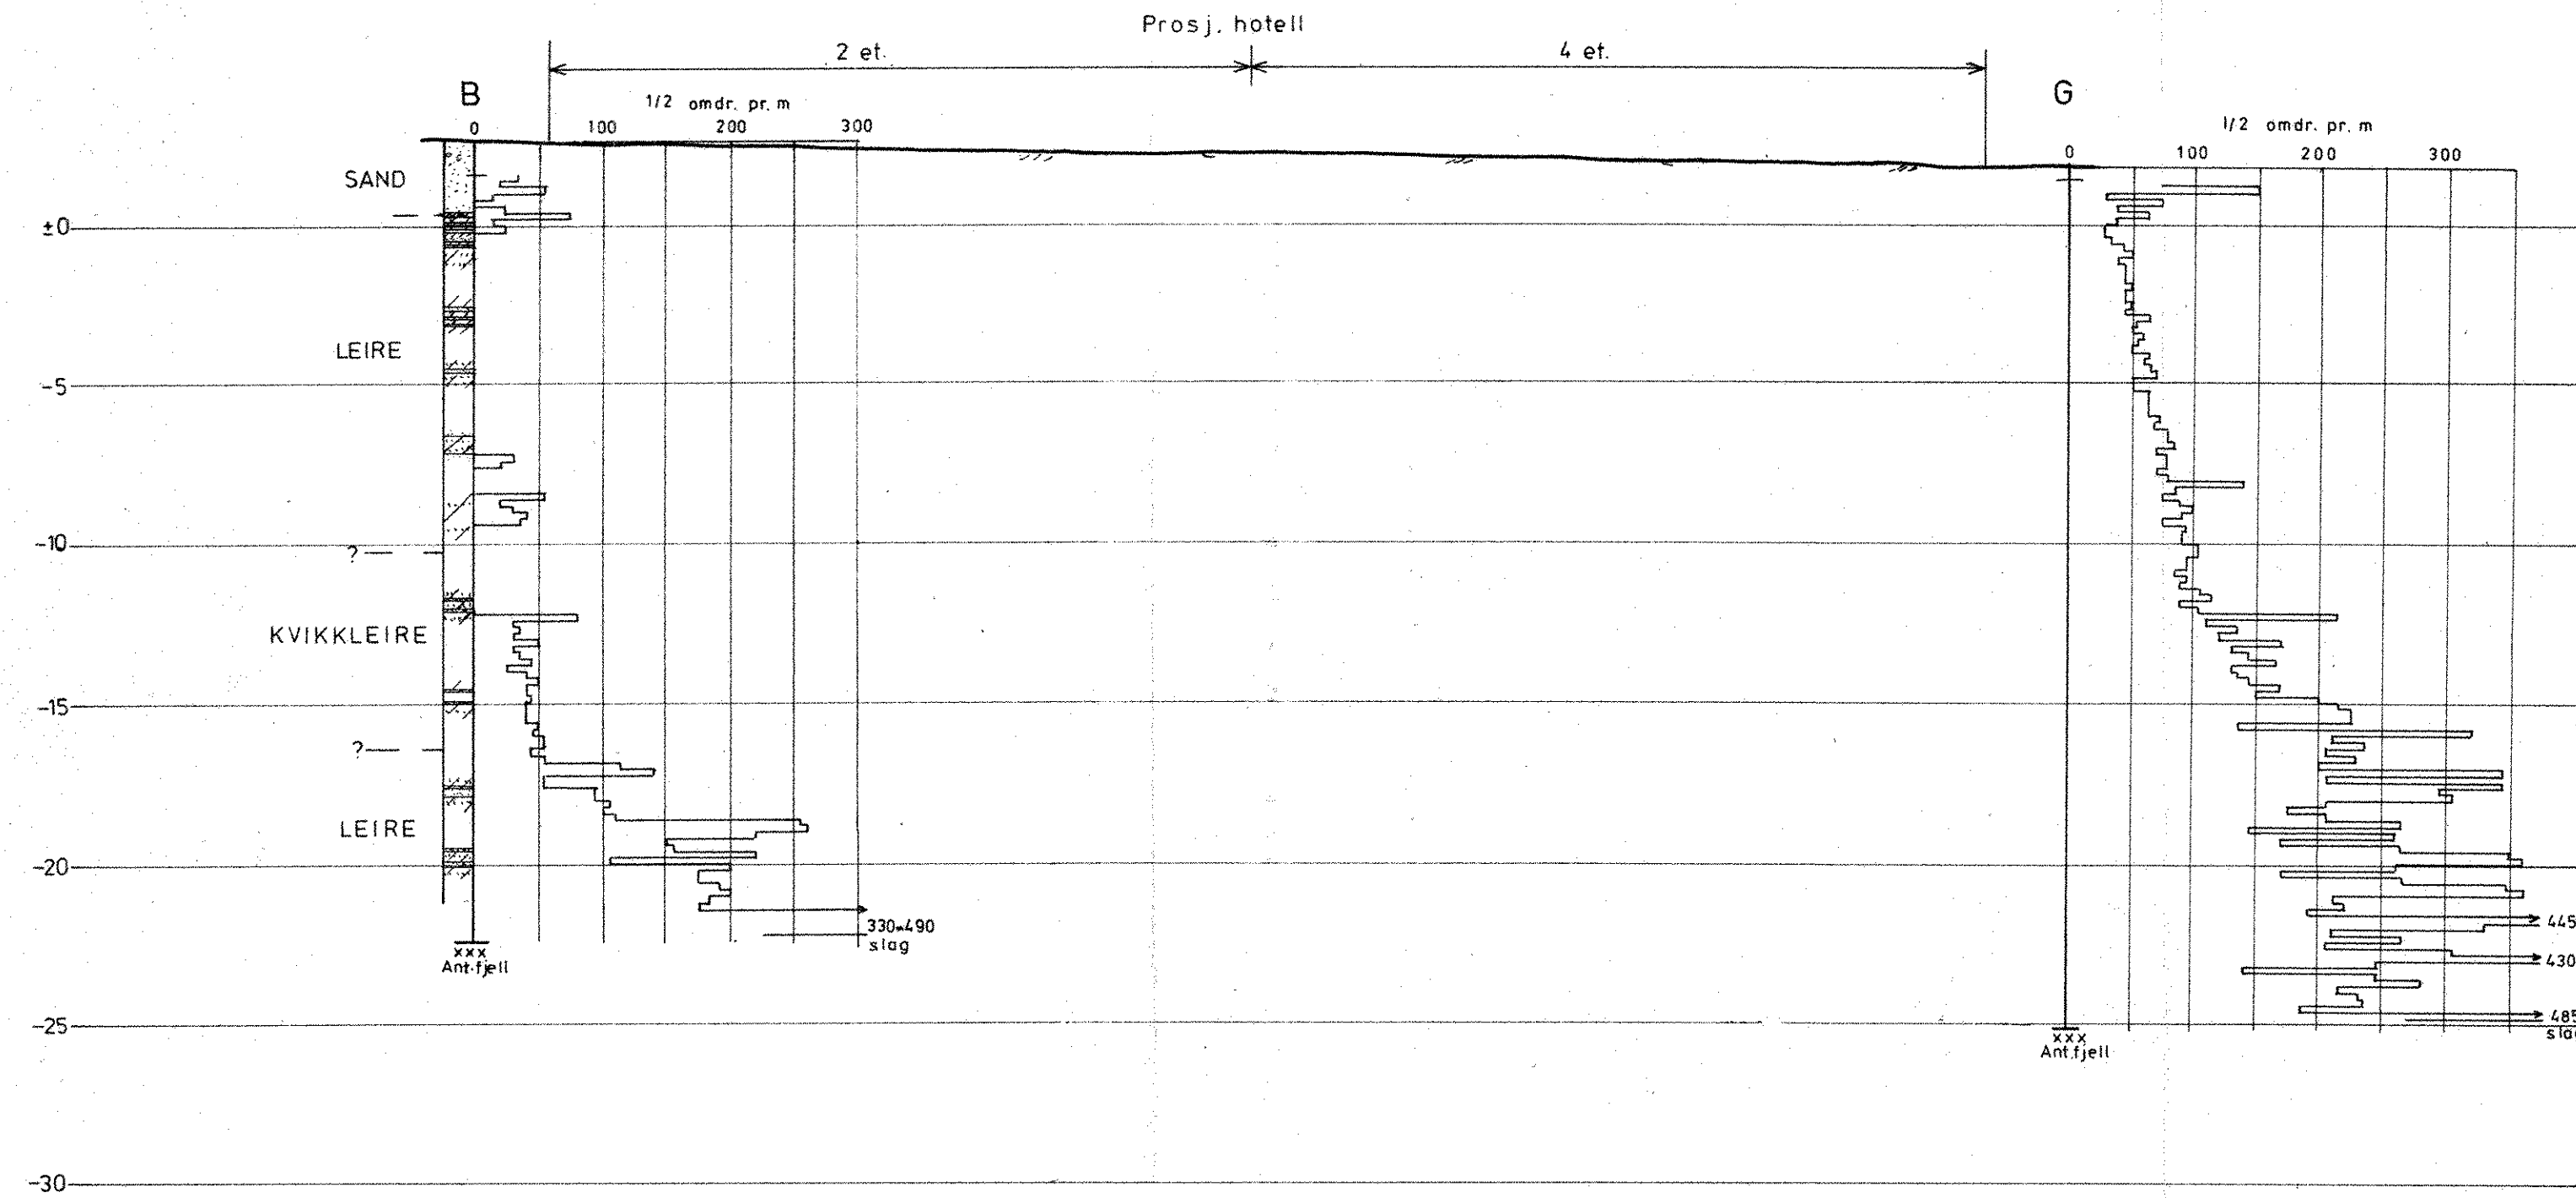 Prosj. hotell
2 et.
4 et.
B
G
1/2 omdr. pr. m
1/2 omdr. pr. m
0
100
200
300
0
100
200
300
SAND
±0
LEIRE
-5
-10
?
KVIKKLEIRE
-15
?
LEIRE
-20
330-490
slag
445
xxx
Ant.fjell
430
-25
485
slag
xxx
Ant.fjell
-30